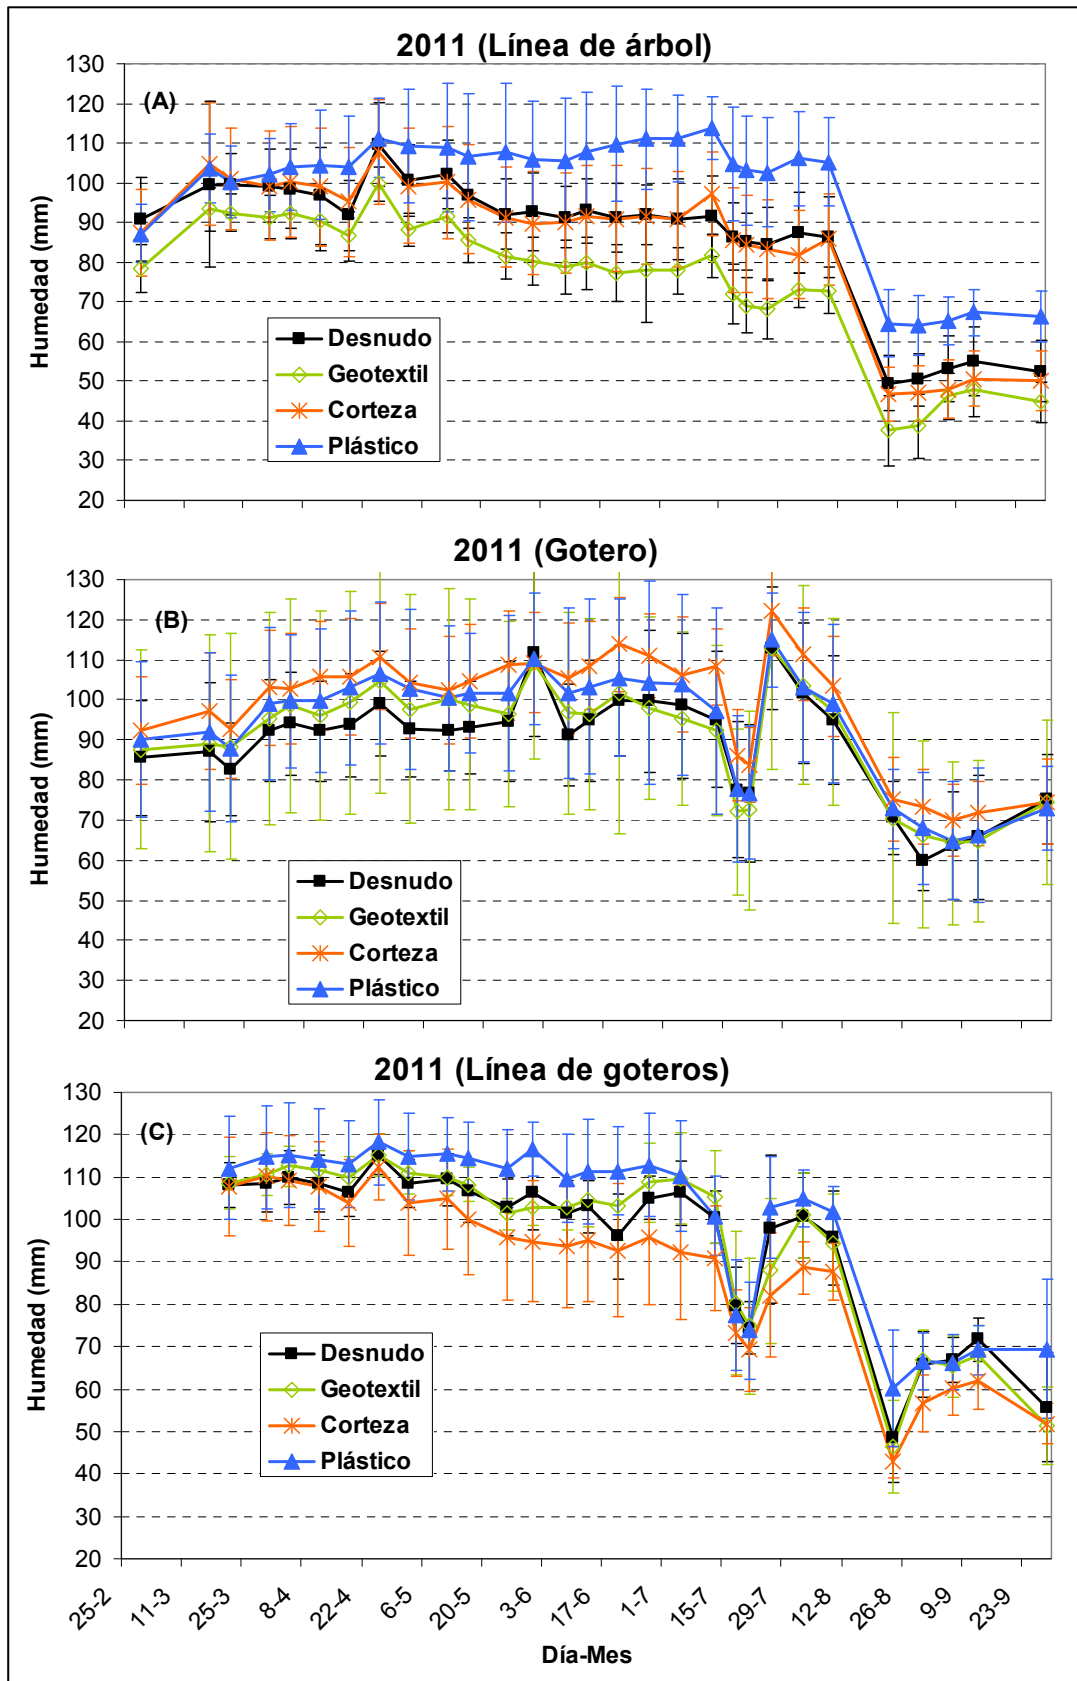 2011 (Línea de árbol)
130
120
110
100
90
80
70
60
50
40
30
20
Humedad (mm)
(A)
Desnudo
Geotextil
Corteza
Plástico
2011 (Gotero)
130
120
110
100
90
80
70
60
50
40
30
20
Humedad (mm)
(B)
Desnudo
Geotextil
Corteza
Plástico
2011 (Línea de goteros)
130
120
110
100
90
80
70
60
50
40
30
20
Humedad (mm)
(C)
Desnudo
Geotextil
Corteza
Plástico
25-2
11-3
25-3
8-4
22-4
6-5
20-5
3-6
17-6
1-7
15-7
29-7
12-8
26-8
9-9
23-9
Día-Mes